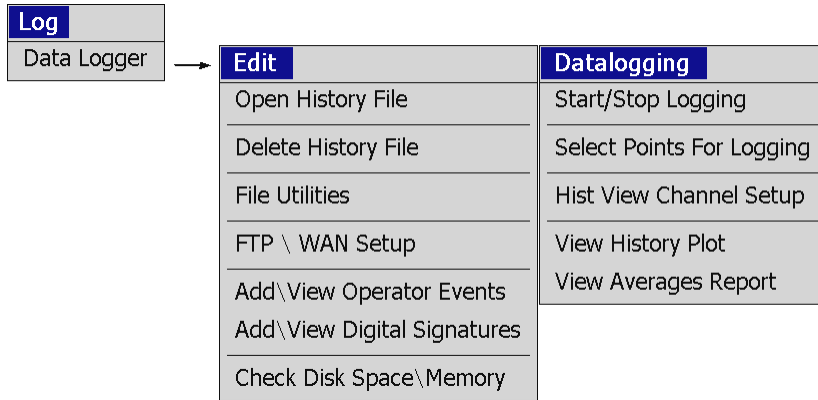 Log
Data Logger
Edit
Open History File
Delete History File
File Utilities
FTP \ WAN Setup
Add\View Operator Events
Add\View Digital Signatures
Check Disk Space\Memory
Datalogging
Start/Stop Logging
Select Points For Logging
Hist View Channel Setup
View History Plot
View Averages Report